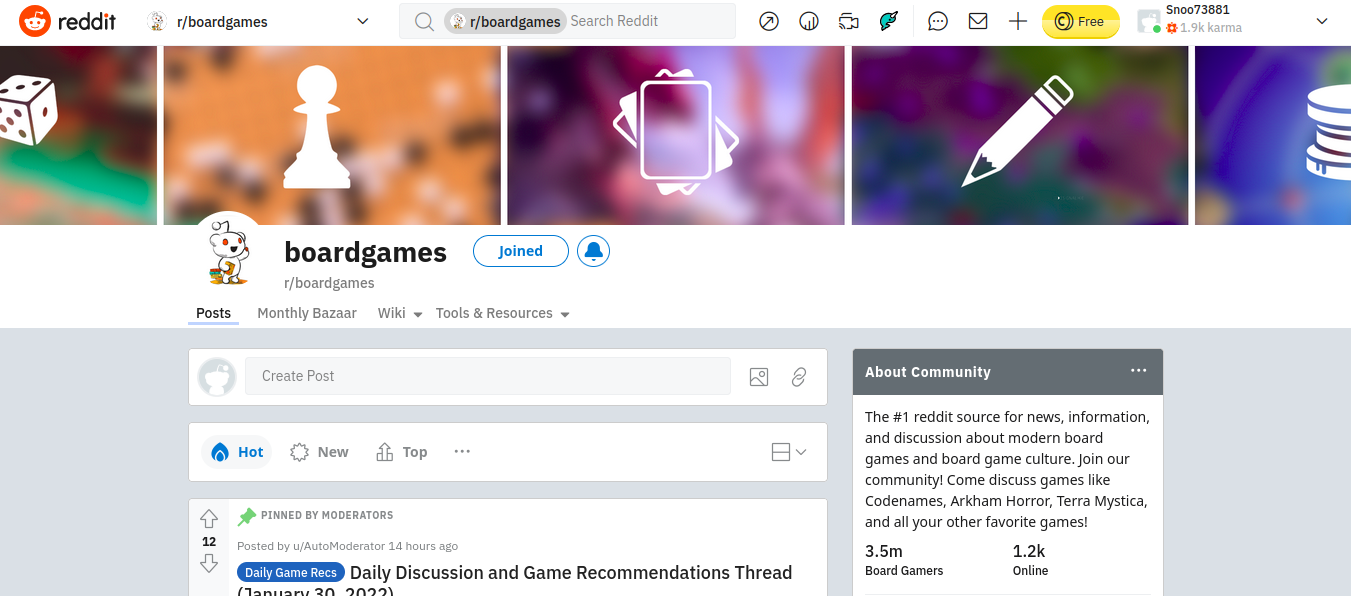 reddit
r/boardgames
r/boardgames Search Reddit
Free
Snoo73881
1.9k karma
boardgames
Joined
r/boardgames
Posts Monthly Bazaar Wiki Tools & Resources
Create Post
Hot New Top
PINNED BY MODERATORS
12
Posted by u/AutoModerator 14 hours ago
Daily Game Recs Daily Discussion and Game Recommendations Thread
(January 30, 2022)
About Community
The #1 reddit source for news, information,
and discussion about modern board
games and board game culture. Join our
community! Come discuss games like
Codenames, Arkham Horror, Terra Mystica,
and all your other favorite games!
3.5m 1.2k
Board Gamers Online